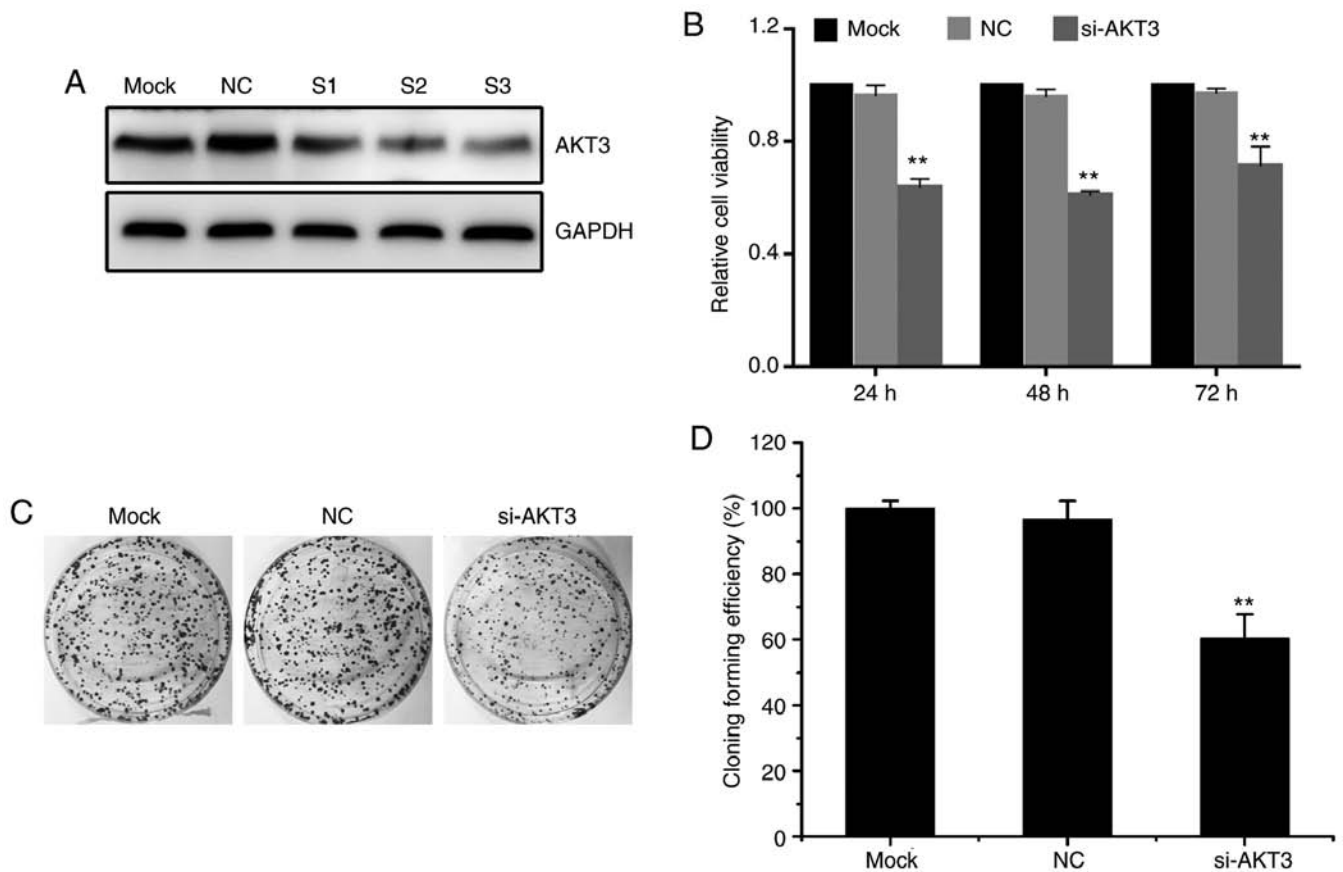 A
Mock NC S1 S2 S3
AKT3
GAPDH
B
Mock NC si-AKT3
Relative cell viability
1.2
0.8
0.4
0.0
** ** **
24 h 48 h 72 h
C
Mock NC si-AKT3
D
Cloning forming efficiency (%)
120
100
80
60
40
20
0
**
Mock NC si-AKT3